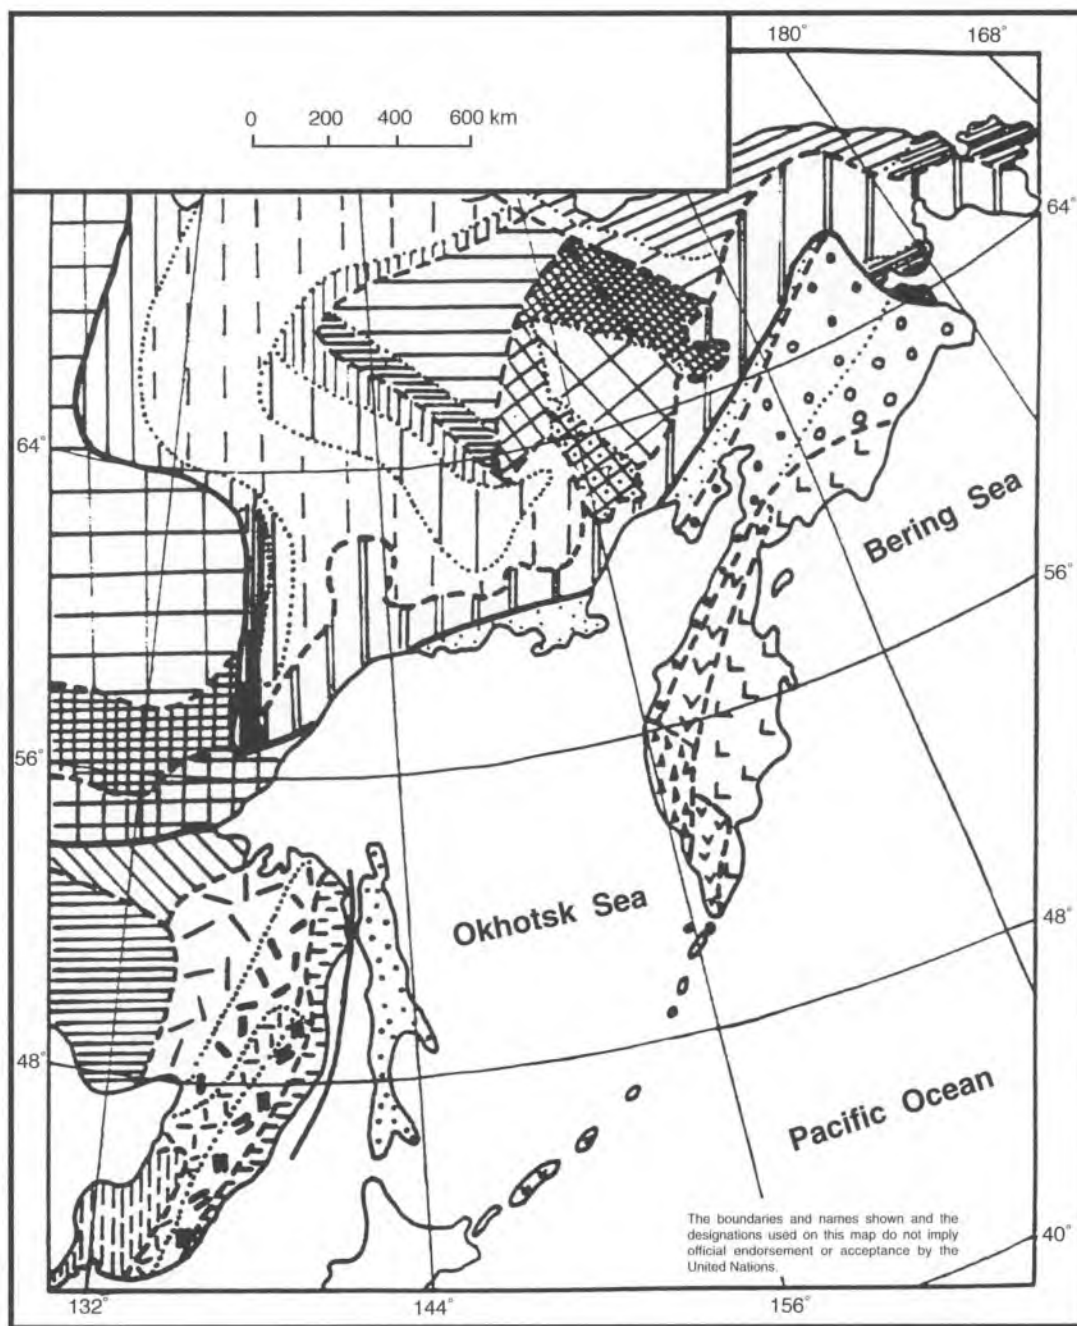 180° 168°
0 200 400 600 km
64°
64°
Bering Sea
56°
56°
Okhotsk Sea
48°
48°
Pacific Ocean
The boundaries and names shown and the
designations used on this map do not imply
official endorsement or acceptance by the
United Nations.
40°
132° 144° 156°